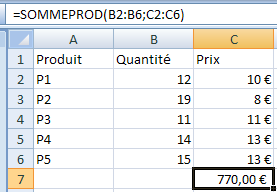 =SOMMEPROD(B2:B6;C2:C6)
A B C
1 Produit Quantité Prix
2 P1 12 10 €
3 P2 19 8 €
4 P3 11 11 €
5 P4 14 13 €
6 P5 15 13 €
7 770,00 €